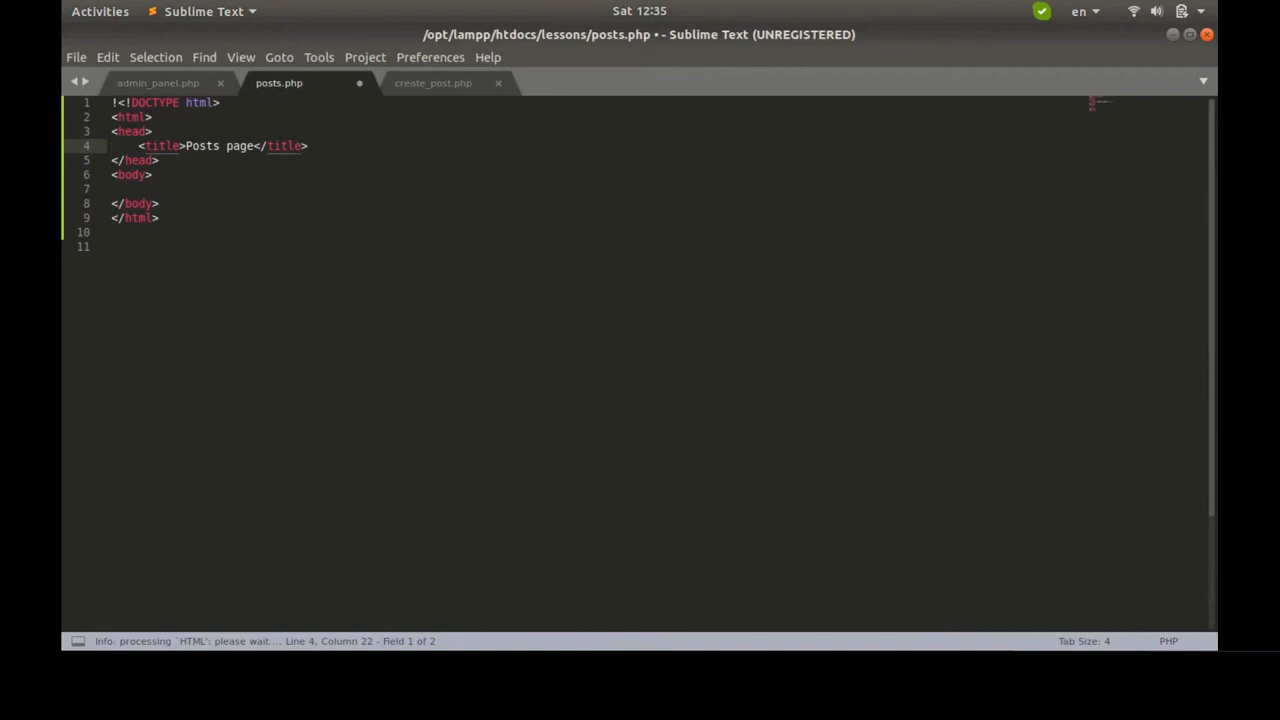 Activities Sublime Text Sat 12:35 en
/opt/lampp/htdocs/lessons/posts.php • - Sublime Text (UNREGISTERED)
File Edit Selection Find View Goto Tools Project Preferences Help
admin_panel.php × posts.php create_post.php ×
1 !<!DOCTYPE html>
2 <html>
3 <head>
4 <title>Posts page</title>
5 </head>
6 <body>
7
8 </body>
9 </html>
10
11
Info: processing `HTML': please wait..., Line 4, Column 22 - Field 1 of 2 Tab Size: 4 PHP